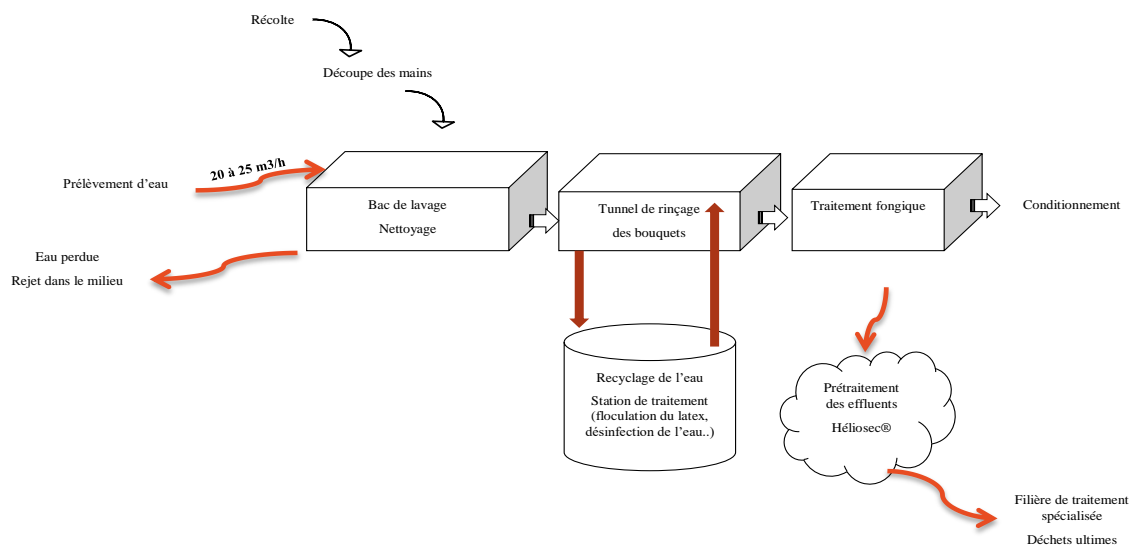 Récolte
Découpe des mains
20 à 25 m3/h
Prélèvement d’eau
Bac de lavage
Nettoyage
Tunnel de rinçage
des bouquets
Traitement fongique
Conditionnement
Eau perdue
Rejet dans le milieu
Recyclage de l’eau
Station de traitement
(floculation du latex,
désinfection de l’eau..)
Prétraitement
des effluents
Héliosec®
Filière de traitement
spécialisée
Déchets ultimes